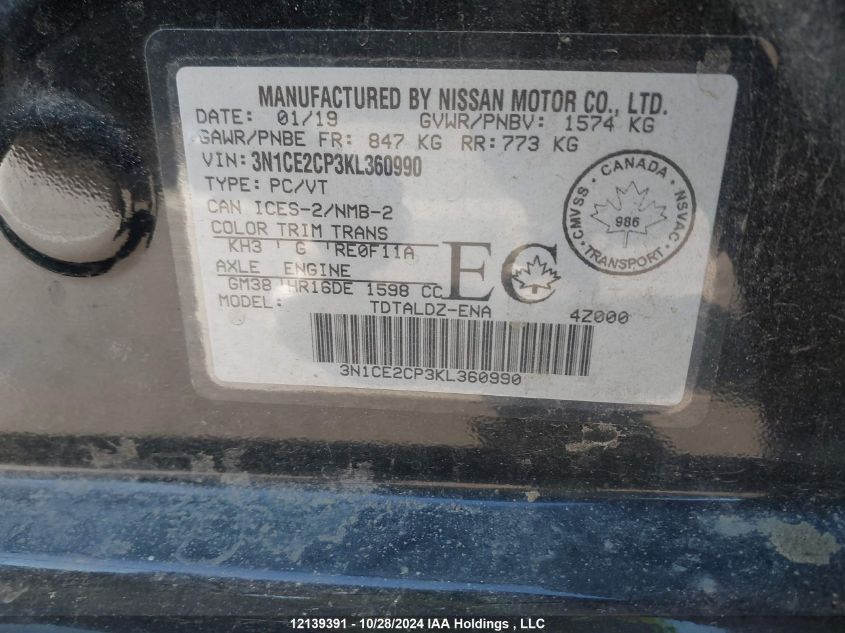 MANUFACTURED BY NISSAN MOTOR CO., LTD.
DATE: 01/19 GVWR/PNBV: 1574 KG
GAWR/PNBE FR: 847 KG RR: 773 KG
VIN: 3N1CE2CP3KL360990
TYPE: PC/VT
CAN ICES-2/NMB-2
COLOR TRIM TRANS
KH3 G RE0F11A
AXLE ENGINE
GM38 HR16DE 1598 CC
MODEL: TDTALDZ-ENA 4Z000
EC
CANADA
CMVSS • NSVAC
986
TRANSPORT
3N1CE2CP3KL360990
12139391 - 10/28/2024 IAA Holdings , LLC